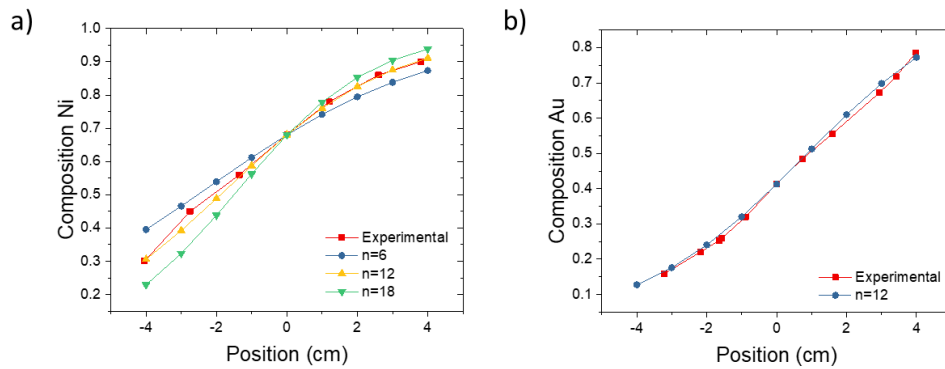 a)
Composition Ni
1.0
0.9
0.8
0.7
0.6
0.5
0.4
0.3
0.2
Experimental
n=6
n=12
n=18
-4
-2
0
2
4
Position (cm)
b)
Composition Au
0.8
0.7
0.6
0.5
0.4
0.3
0.2
0.1
Experimental
n=12
-4
-2
0
2
4
Position (cm)